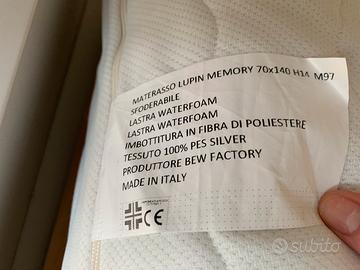 MATERASSO LUPIN MEMORY 70x140 H14 M97
SFODERABILE
LASTRA WATERFOAM
LASTRA WATERFOAM
IMBOTTITURA IN FIBRA DI POLIESTERE
TESSUTO 100% PES SILVER
PRODUTTORE BEW FACTORY
MADE IN ITALY
CE
subito